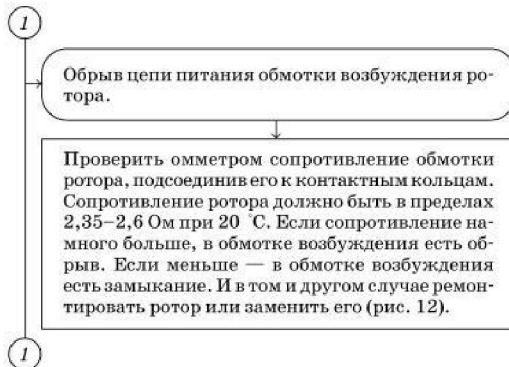 1
Обрыв цепи питания обмотки возбуждения ро-
тора.
Проверить омметром сопротивление обмотки
ротора, подсоединив его к контактным кольцам.
Сопротивление ротора должно быть в пределах
2,35–2,6 Ом при 20 °С. Если сопротивление на-
много больше, в обмотке возбуждения есть об-
рыв. Если меньше — в обмотке возбуждения
есть замыкание. И в том и другом случае ремон-
тировать ротор или заменить его (рис. 12).
1